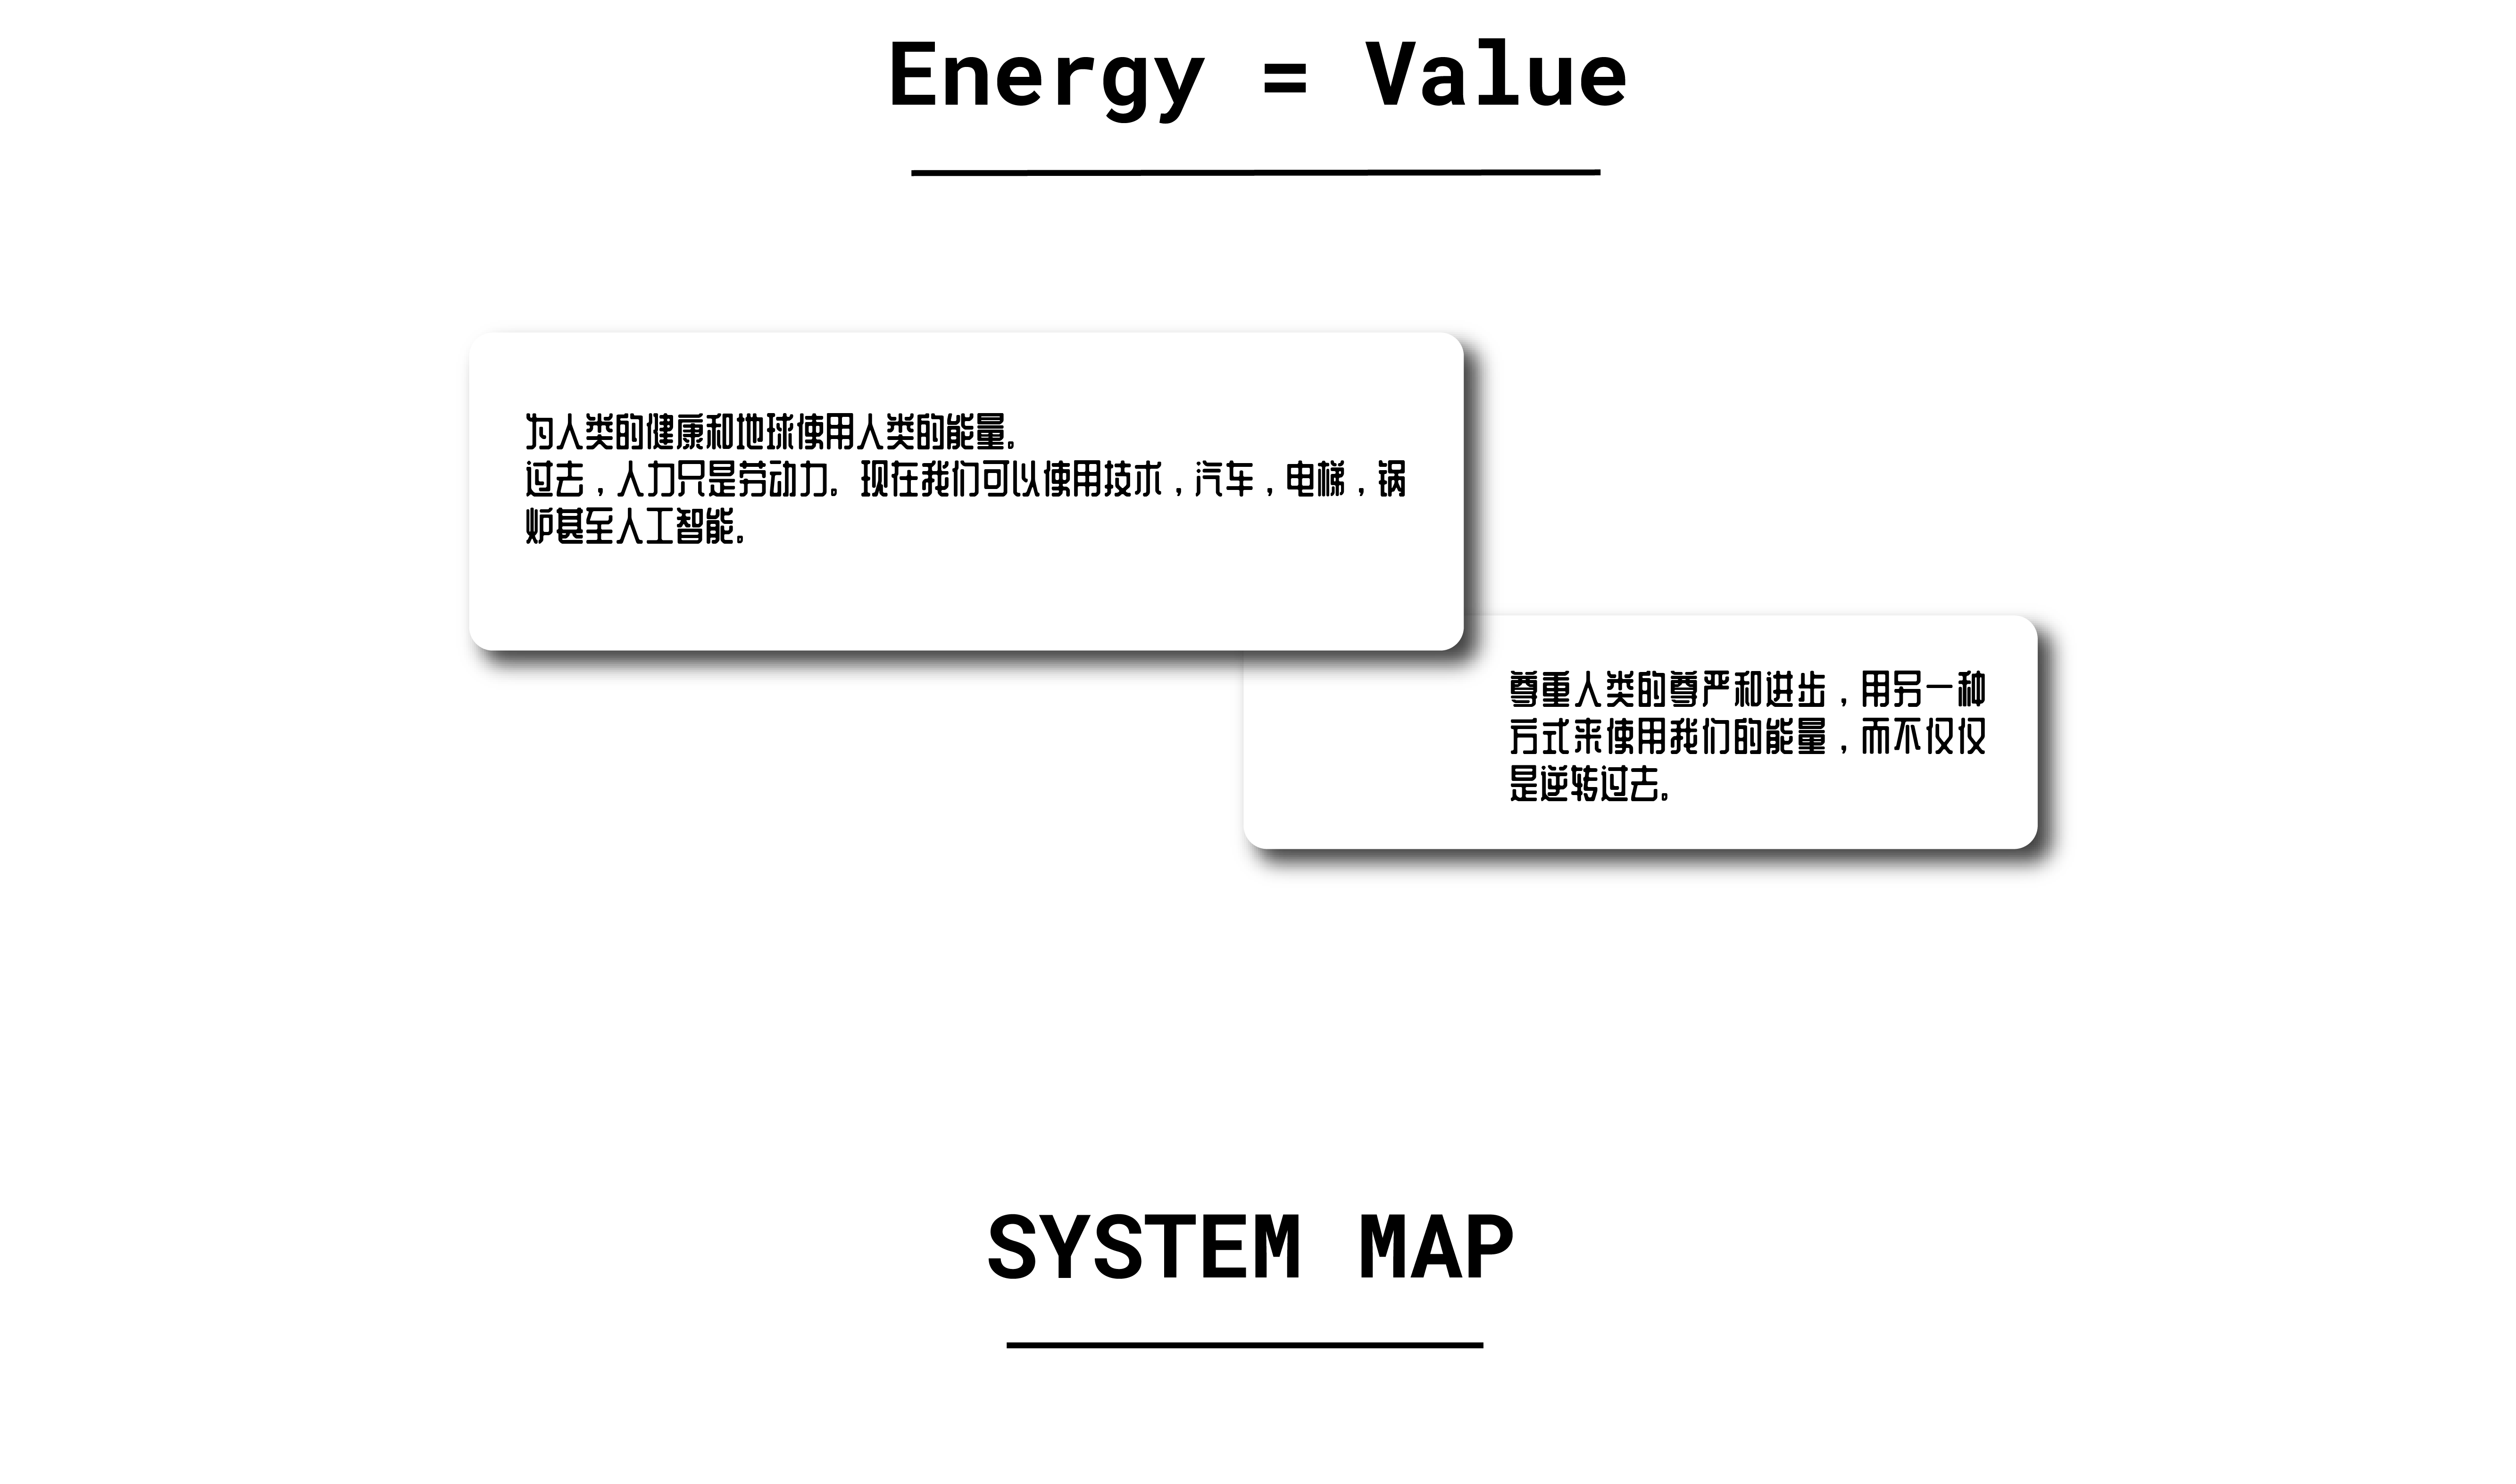 Energy = Value
为人类的健康和地球使用人类的能量。
过去，人力只是劳动力。现在我们可以使用技术，汽车，电梯，锅
炉甚至人工智能。
尊重人类的尊严和进步，用另一种
方式来使用我们的能量，而不仅仅
是逆转过去。
SYSTEM MAP